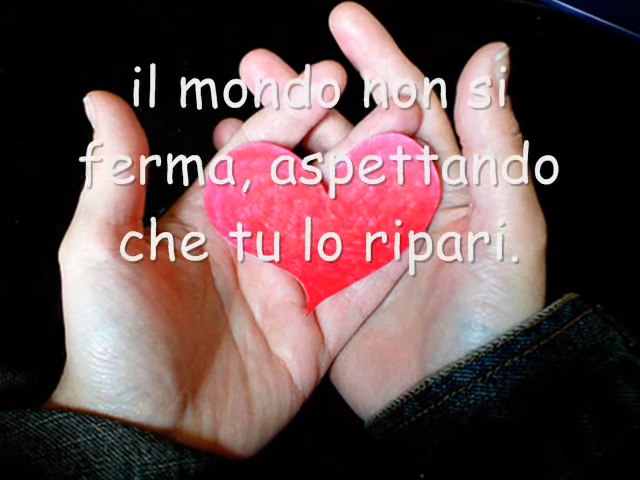 il mondo non si
ferma, aspettando
che tu lo ripari.